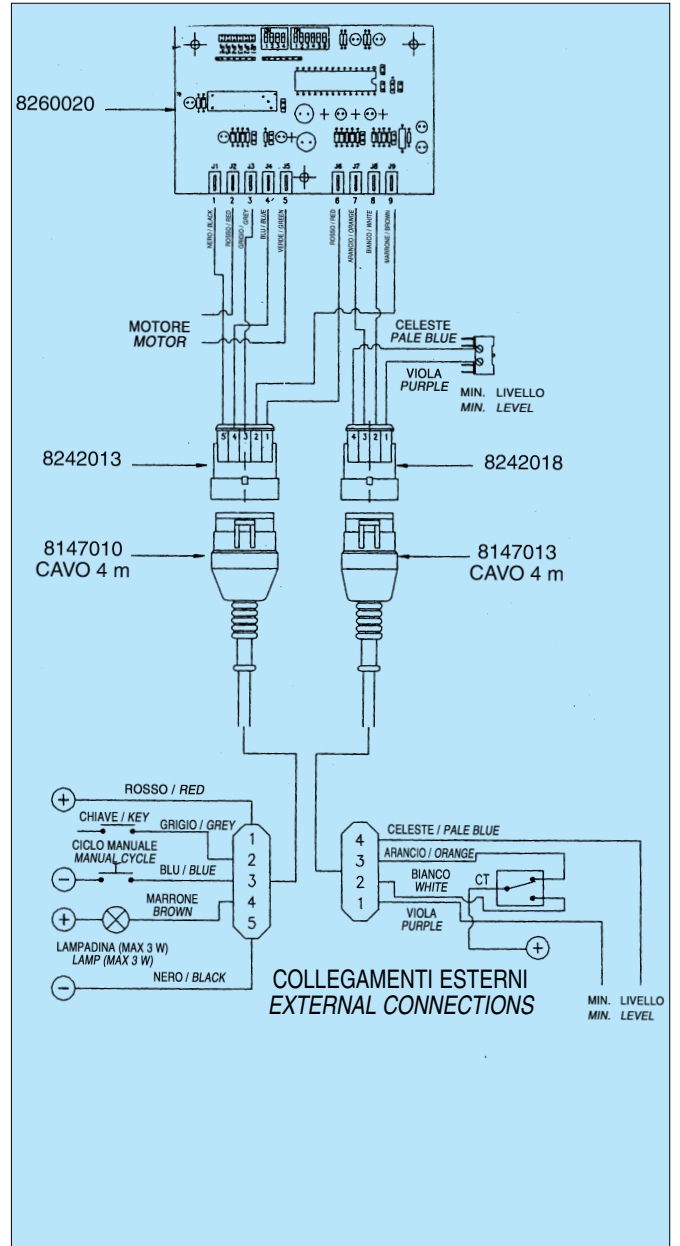 8260020
J1 J2 J3 J4 J5 J6 J7 J8 J9
1 2 3 4 5 6 7 8 9
NERO / BLACK
ROSSO / RED
GRIGIO / GREY
BLU / BLUE
VERDE / GREEN
ROSSO / RED
ARANCIO / ORANGE
BIANCO / WHITE
MARRONE / BROWN
MOTORE
MOTOR
CELESTE
PALE BLUE
VIOLA
PURPLE
MIN. LIVELLO
MIN. LEVEL
5 4 3 2 1
4 3 2 1
8242013
8242018
8147010
CAVO 4 m
8147013
CAVO 4 m
ROSSO / RED
CHIAVE / KEY
GRIGIO / GREY
CICLO MANUALE
MANUAL CYCLE
BLU / BLUE
MARRONE
BROWN
LAMPADINA (MAX 3 W)
LAMP (MAX 3 W)
NERO / BLACK
1
2
3
4
5
4
3
2
1
CELESTE / PALE BLUE
ARANCIO / ORANGE
BIANCO
WHITE
CT
VIOLA
PURPLE
COLLEGAMENTI ESTERNI
EXTERNAL CONNECTIONS
MIN. LIVELLO
MIN. LEVEL